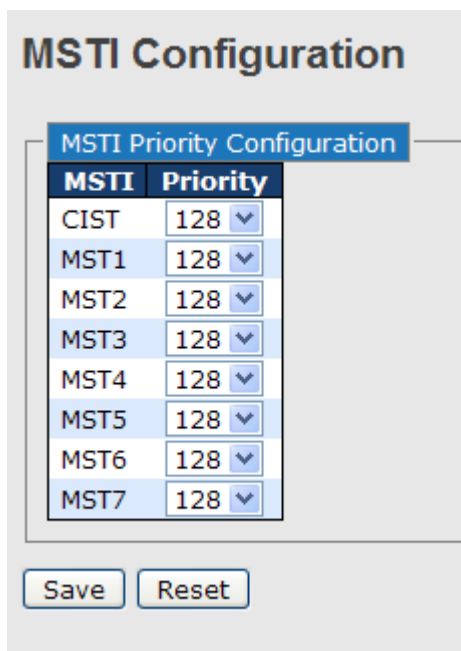 MSTI Configuration
MSTI Priority Configuration
MSTI Priority
CIST 128
MST1 128
MST2 128
MST3 128
MST4 128
MST5 128
MST6 128
MST7 128
Save Reset